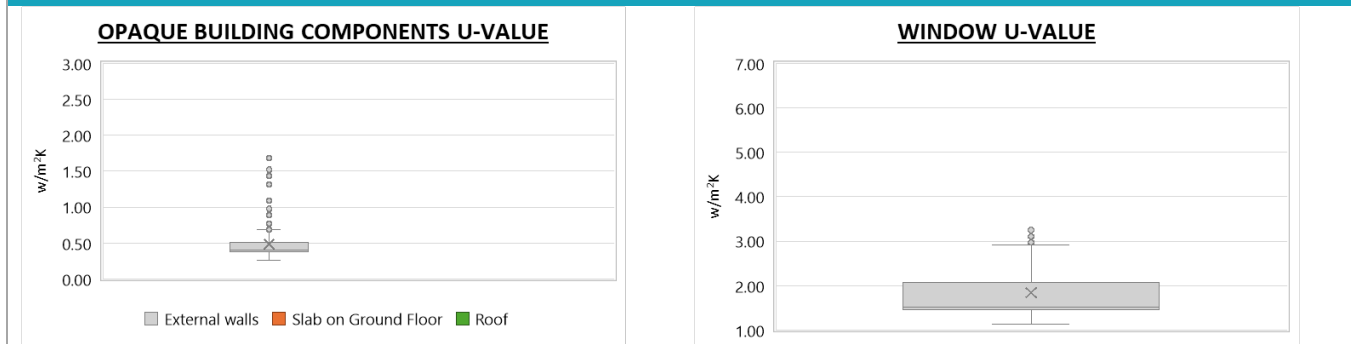 OPAQUE BUILDING COMPONENTS U-VALUE
3.00
2.50
2.00
1.50
1.00
0.50
0.00
w/m²K
External walls Slab on Ground Floor Roof
WINDOW U-VALUE
7.00
6.00
5.00
4.00
3.00
2.00
1.00
w/m²K